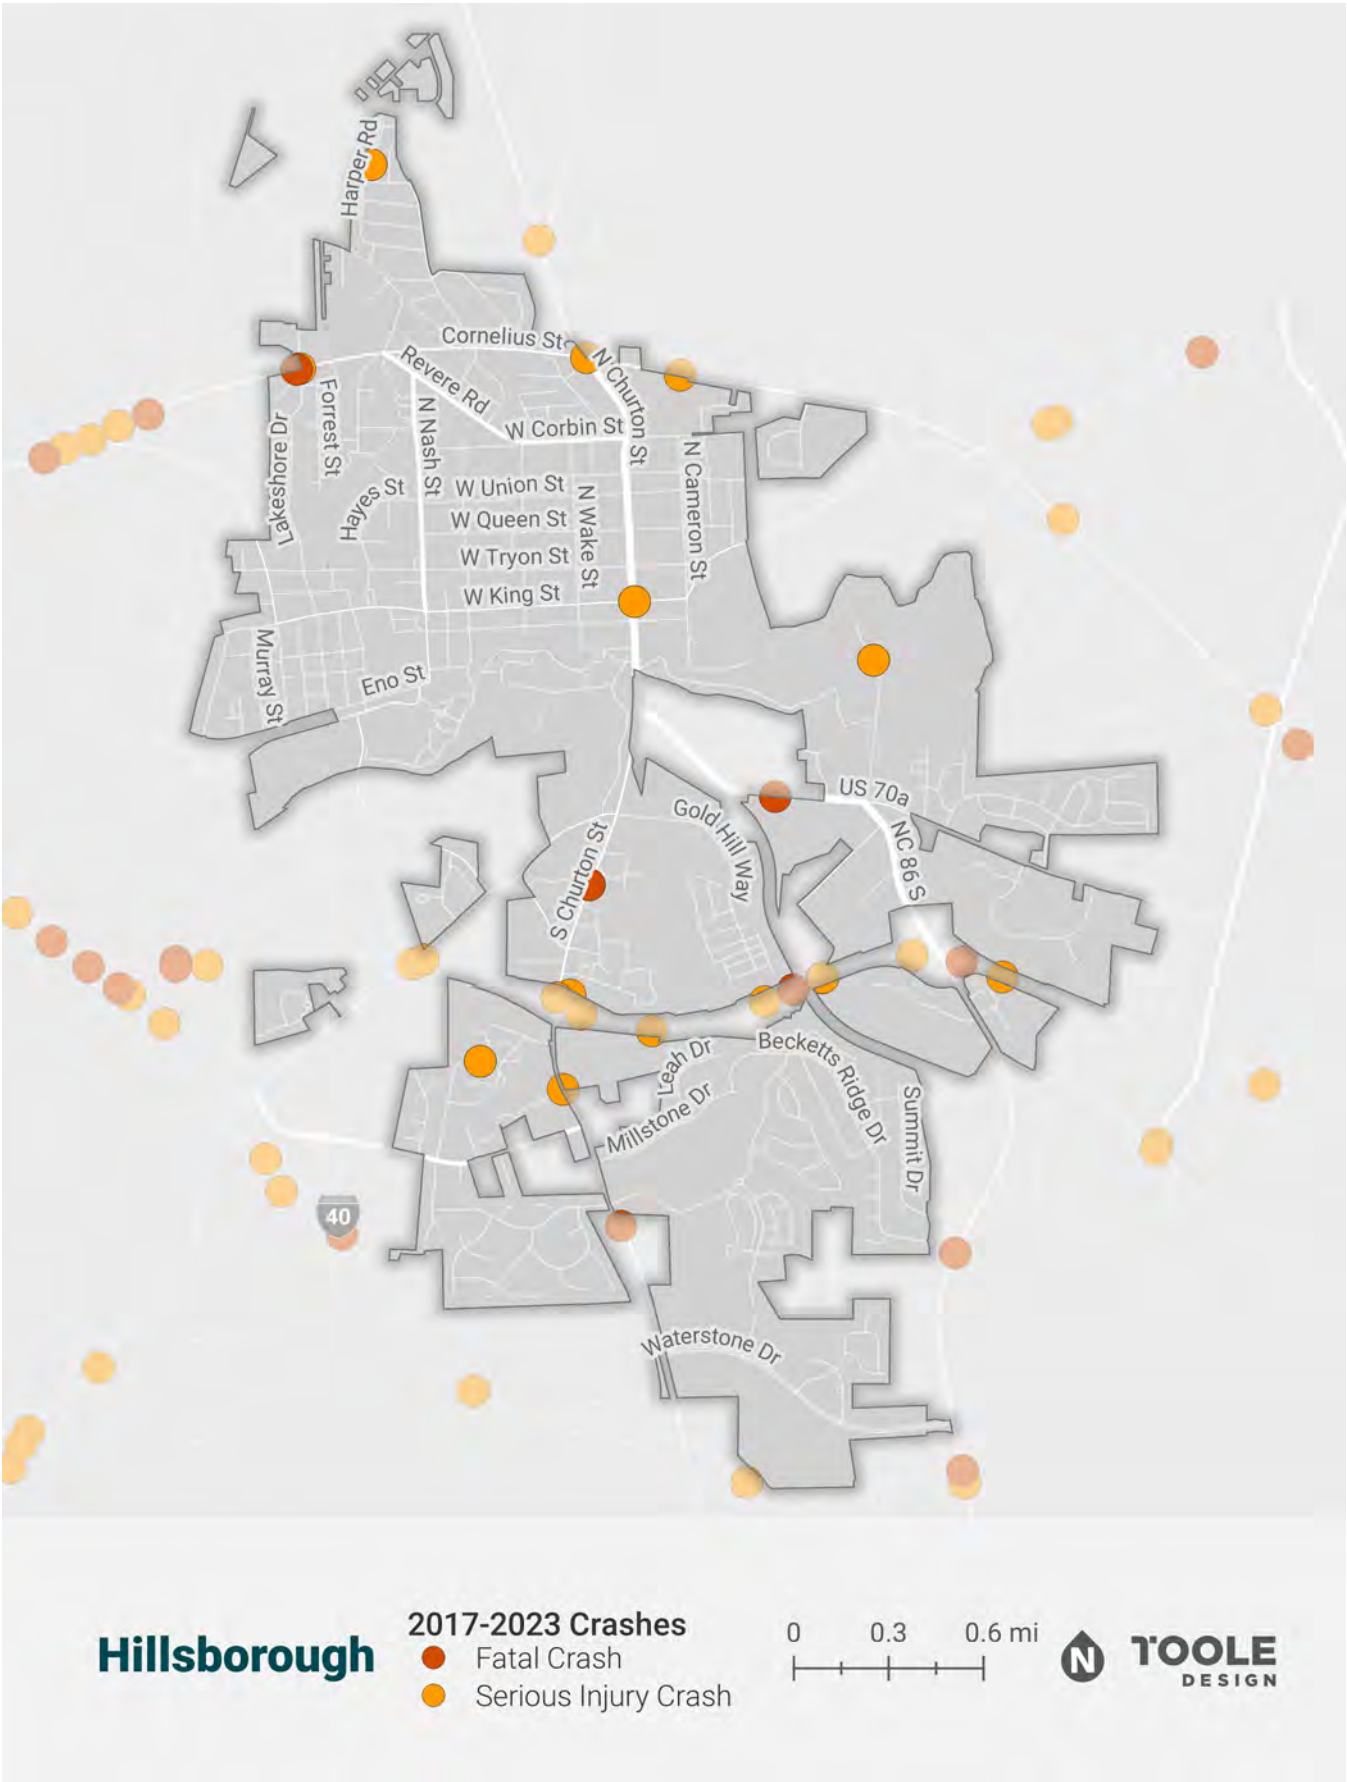 Harper Rd
Cornelius St
N Churton St
Revere Rd
W Corbin St
Forrest St
Lakeshore Dr
N Nash St
Hayes St
W Union St
N Wake St
N Cameron St
W Queen St
W Tryon St
W King St
Murray St
Eno St
US 70a
Gold Hill Way
NC 86 S
S Churton St
Becketts Ridge Dr
Leah Dr
Millstone Dr
Summit Dr
40
Waterstone Dr
Hillsborough
2017-2023 Crashes
Fatal Crash
Serious Injury Crash
0 0.3 0.6 mi
N
TOOLE
DESIGN